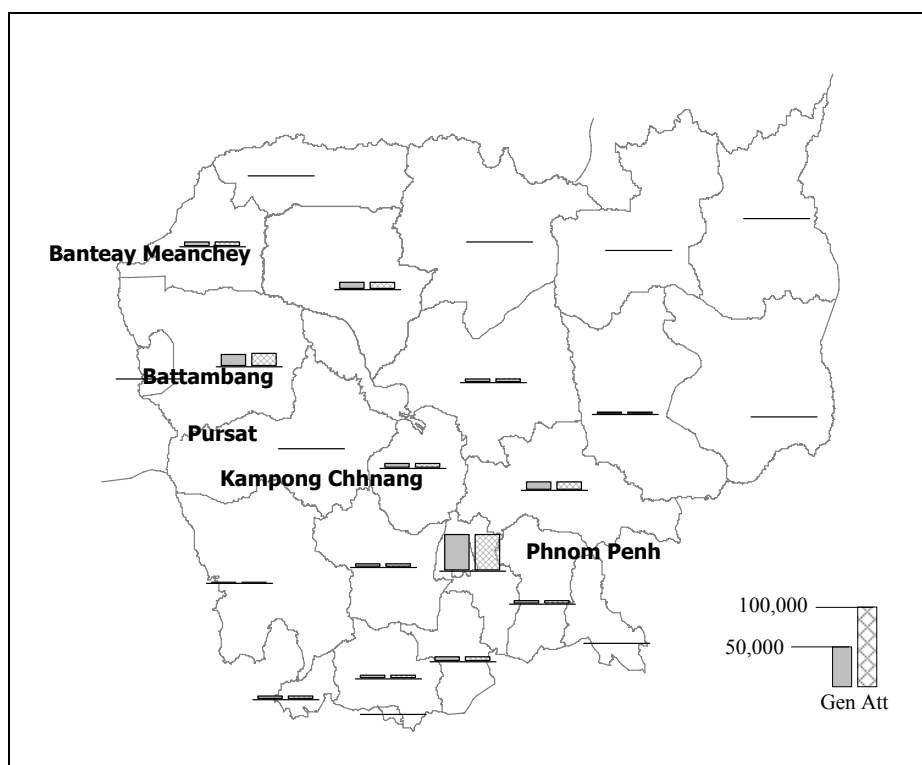 Banteay Meanchey
Battambang
Pursat
Kampong Chhnang
Phnom Penh
100,000
50,000
Gen Att